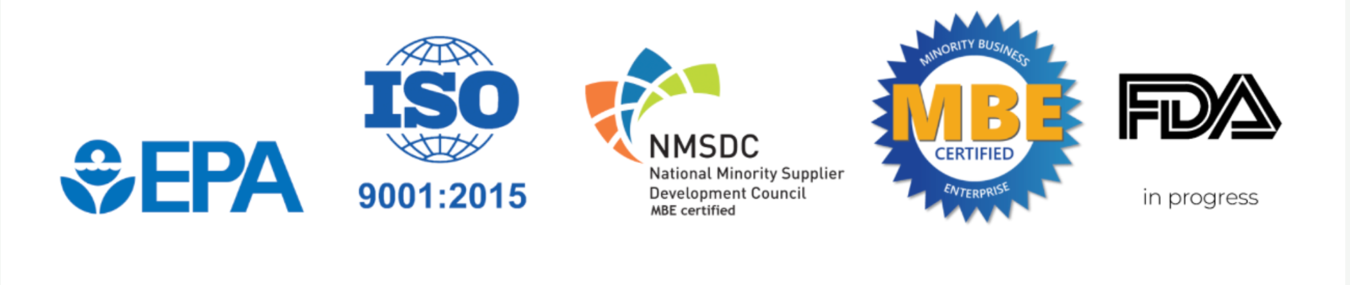 EPA
ISO
9001:2015
NMSDC
National Minority Supplier
Development Council
MBE certified
MINORITY BUSINESS
MBE
CERTIFIED
ENTERPRISE
FDA
in progress